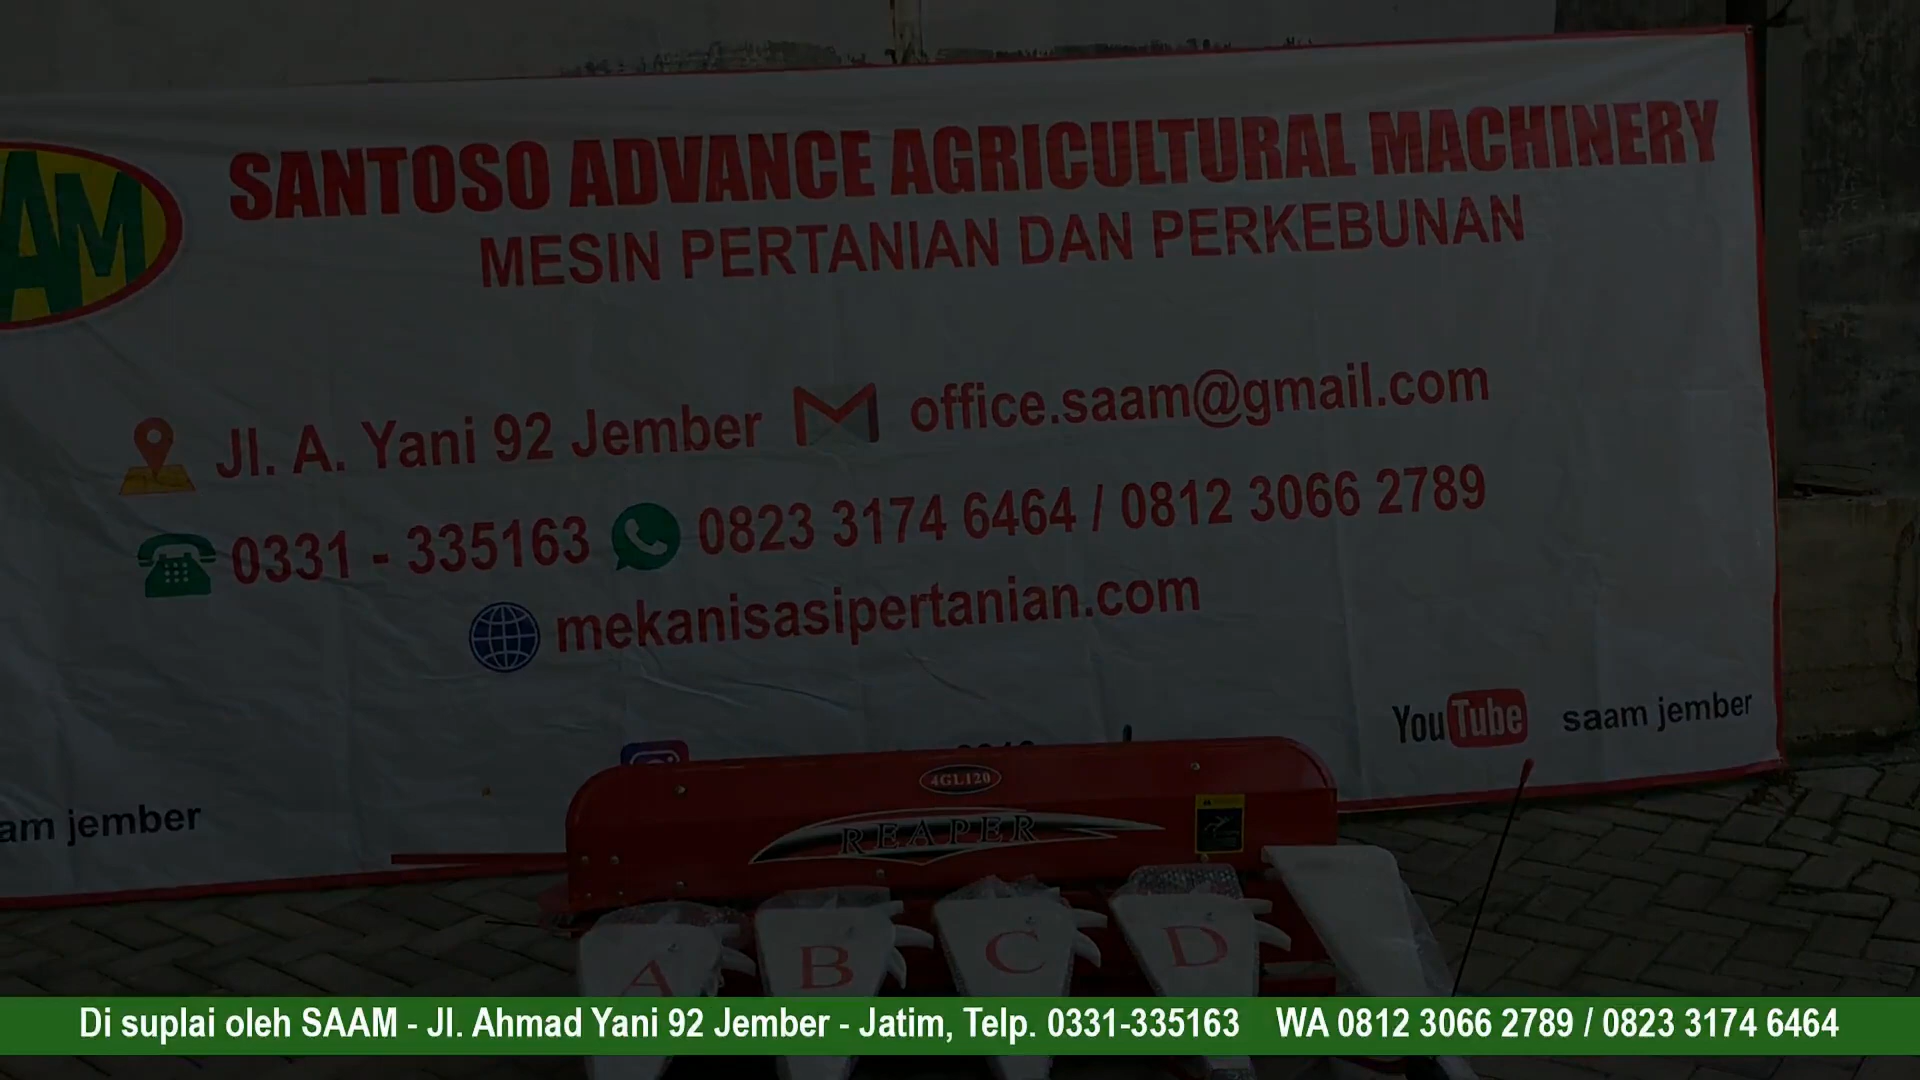 SANTOSO ADVANCE AGRICULTURAL MACHINERY
AM
MESIN PERTANIAN DAN PERKEBUNAN
Jl. A. Yani 92 Jember office.saam@gmail.com
0331 - 335163 0823 3174 6464 / 0812 3066 2789
mekanisasipertanian.com
YouTube saam jember
am jember
4GL120
REAPER
A B C D
Di suplai oleh SAAM - Jl. Ahmad Yani 92 Jember - Jatim, Telp. 0331-335163 WA 0812 3066 2789 / 0823 3174 6464